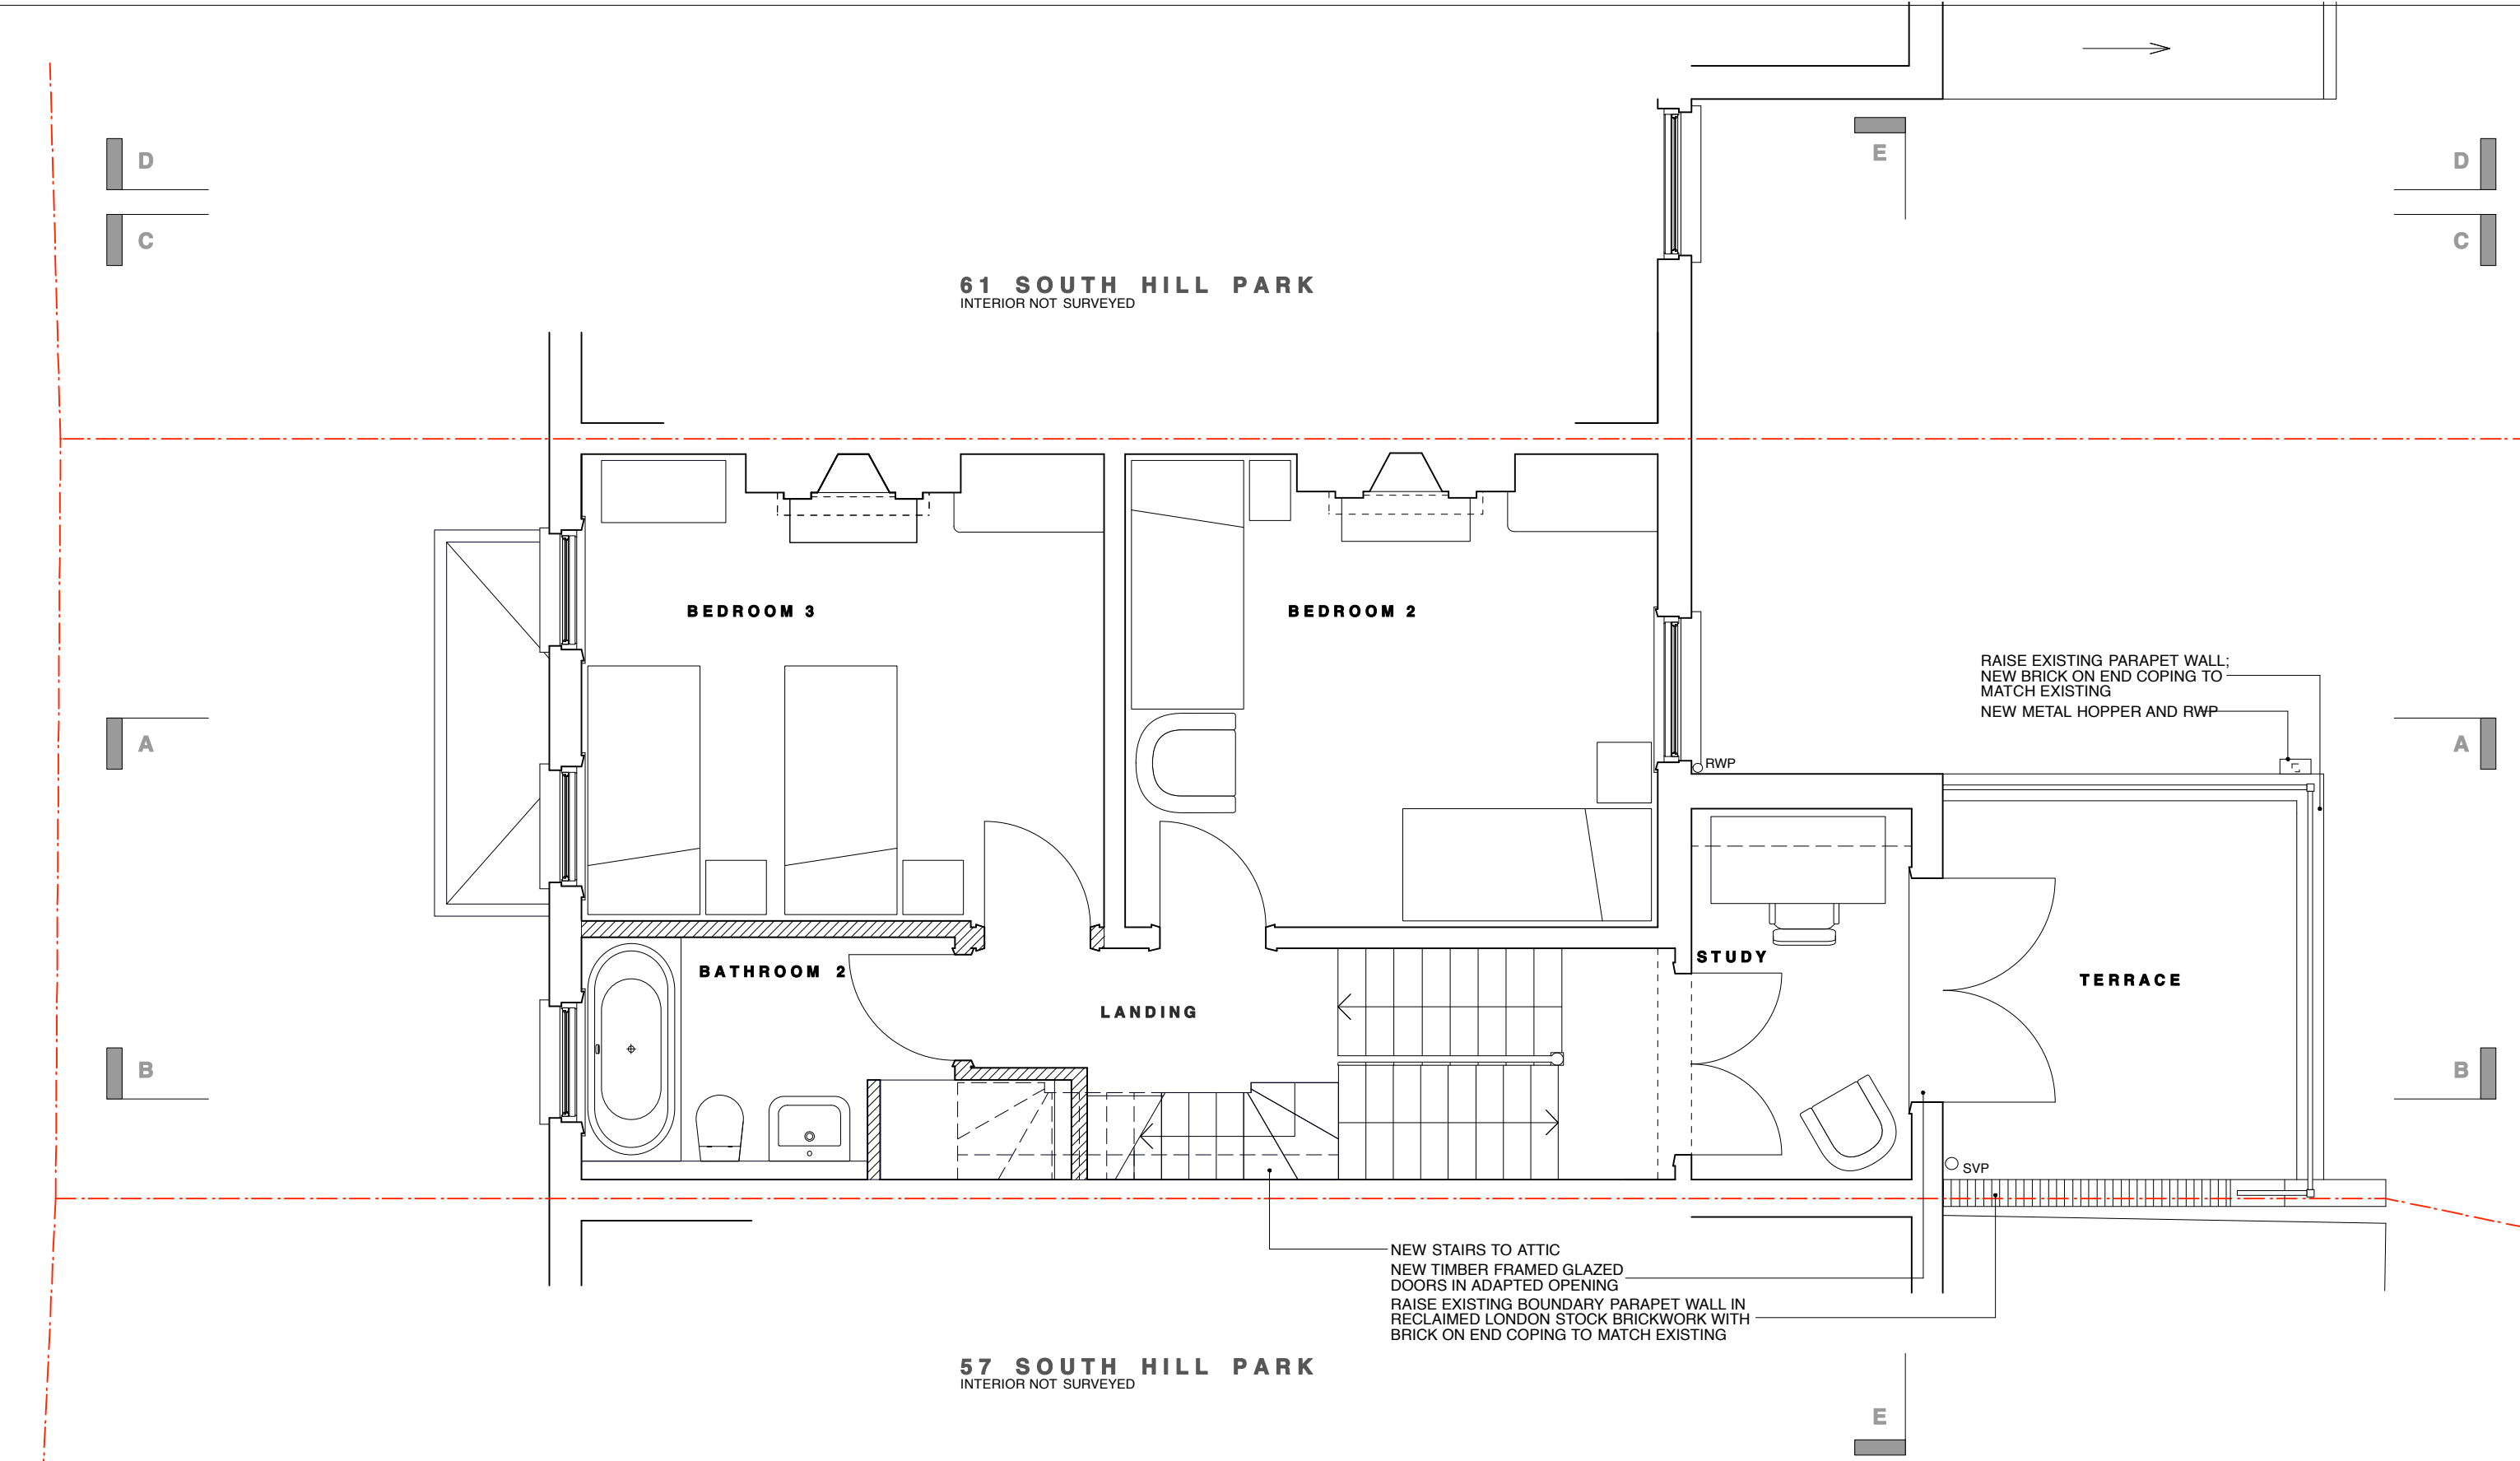 D
E
D
C
C
61 SOUTH HILL PARK
INTERIOR NOT SURVEYED
BEDROOM 3
BEDROOM 2
RAISE EXISTING PARAPET WALL;
NEW BRICK ON END COPING TO
MATCH EXISTING
NEW METAL HOPPER AND RWP
A
A
RWP
STUDY
BATHROOM 2
TERRACE
LANDING
B
B
SVP
NEW STAIRS TO ATTIC
NEW TIMBER FRAMED GLAZED
DOORS IN ADAPTED OPENING
RAISE EXISTING BOUNDARY PARAPET WALL IN
RECLAIMED LONDON STOCK BRICKWORK WITH
BRICK ON END COPING TO MATCH EXISTING
57 SOUTH HILL PARK
INTERIOR NOT SURVEYED
E